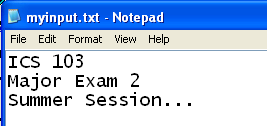 myinput.txt - Notepad
File Edit Format View Help
ICS 103
Major Exam 2
Summer Session...